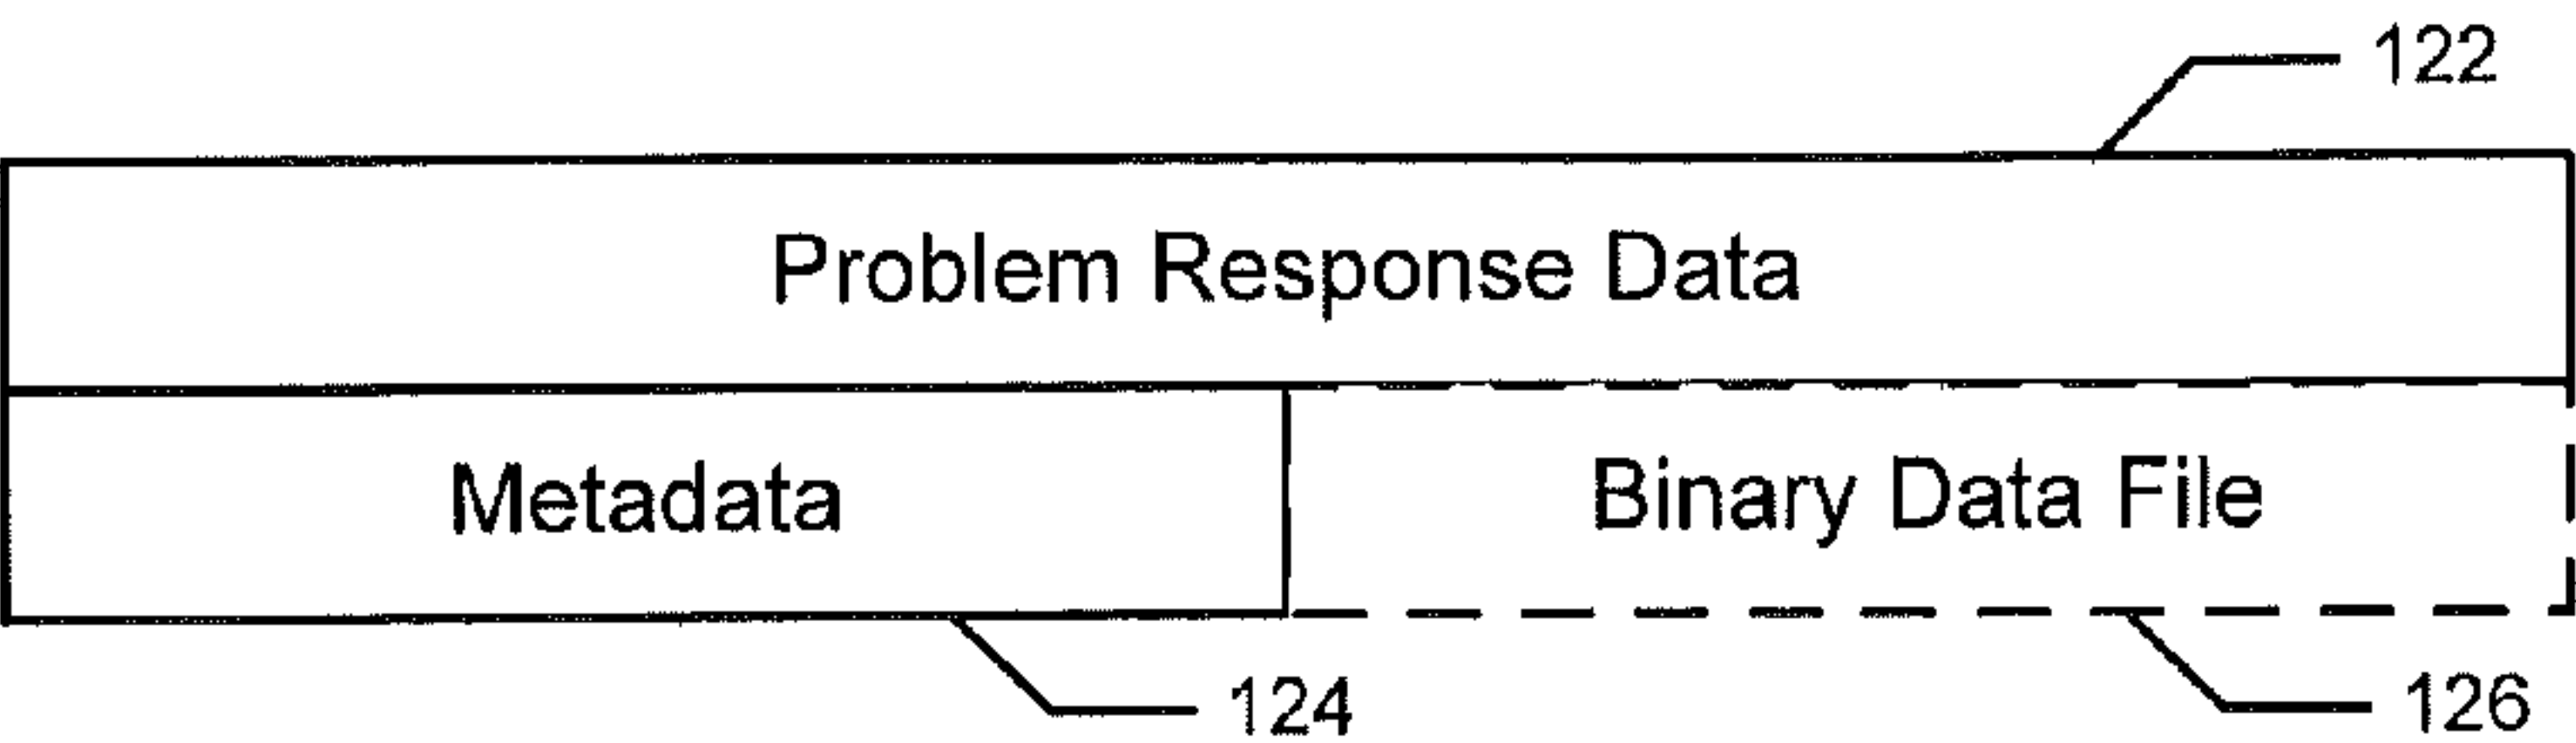 122
Problem Response Data
Metadata
Binary Data File
124
126